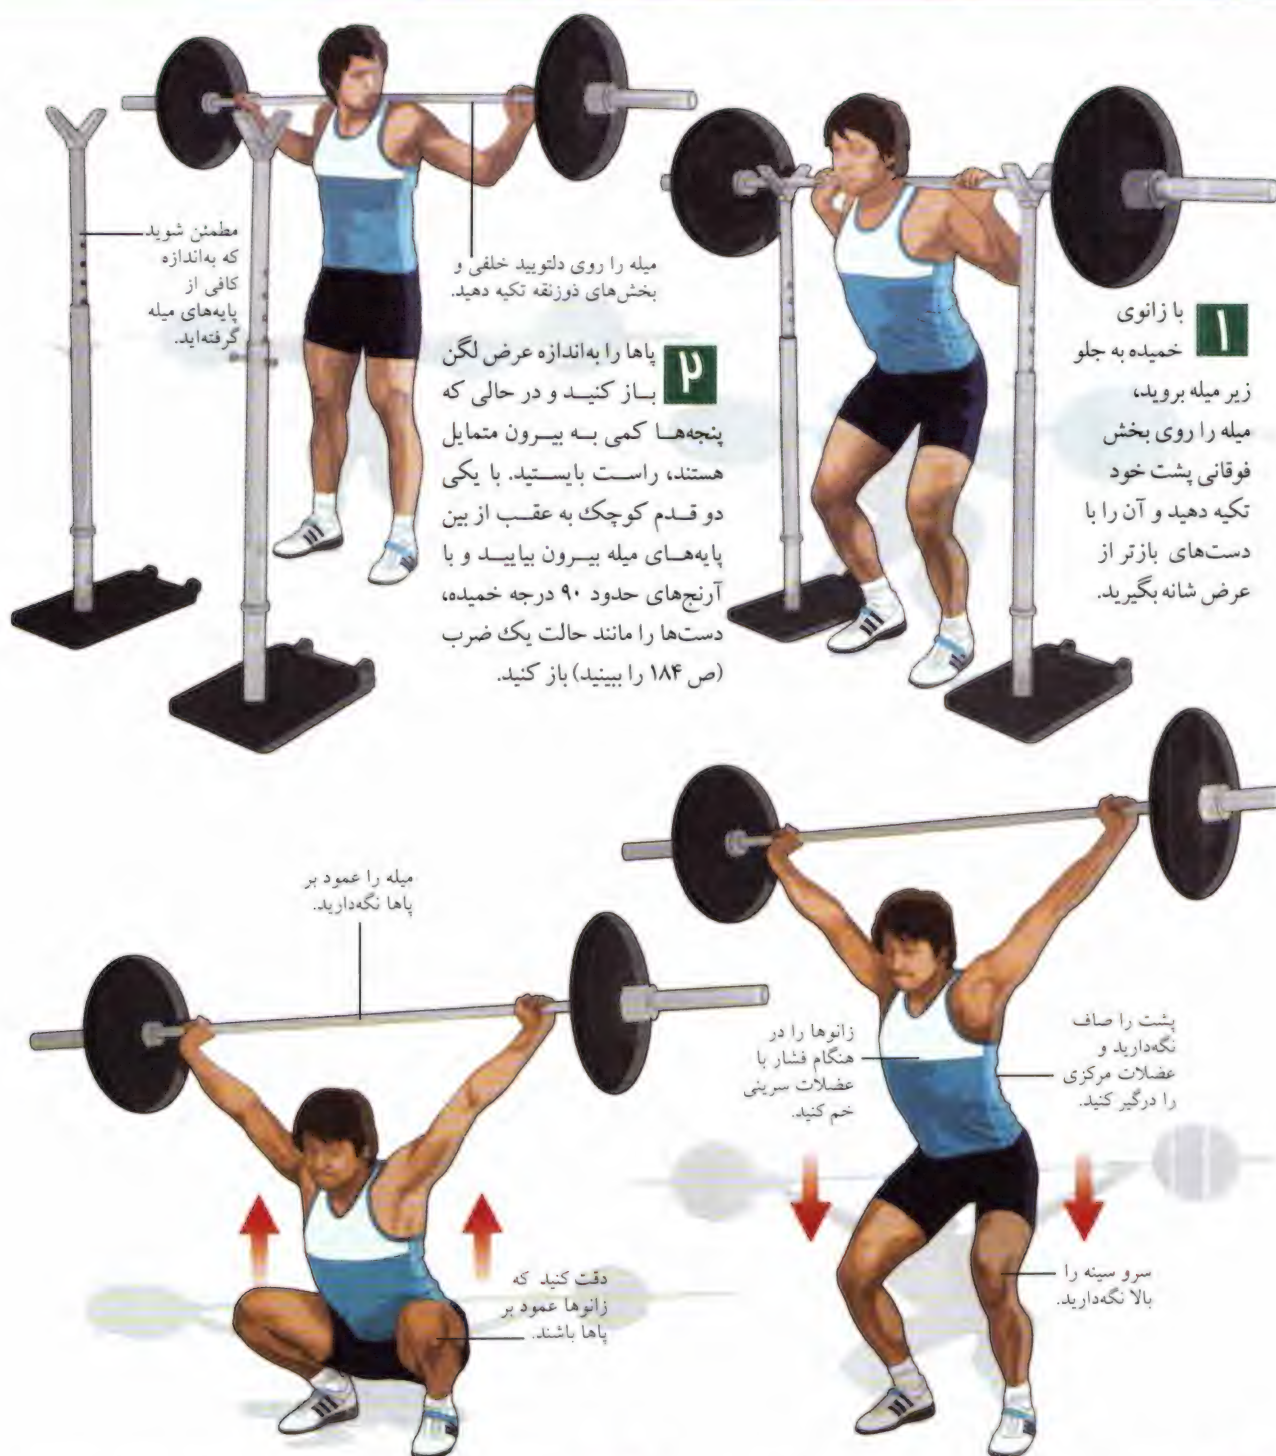 ۱
با زانوی
خمیده به جلو
زیر میله بروید،
میله را روی بخش
فوقانی پشت خود
تکیه دهید و آن را با
دست‌های بازتر از
عرض شانه بگیرید.
میله را روی دلتویید خلفی و
بخش‌های ذوزنقه تکیه دهید.
مطمئن شوید
که به‌اندازه
کافی از
پایه‌های میله
گرفته‌اید.
۲
پاها را به‌اندازه عرض لگن
باز کنید و در حالی که
پنجه‌ها کمی به بیرون متمایل
هستند، راست بایستید. با یکی
دو قدم کوچک به عقب از بین
پایه‌های میله بیرون بیایید و با
آرنج‌های حدود ۹۰ درجه خمیده،
دست‌ها را مانند حالت یک ضرب
(ص ۱۸۴ را ببینید) باز کنید.
پشت را صاف
نگه‌دارید و
عضلات مرکزی
را درگیر کنید.
زانوها را در
هنگام فشار با
عضلات سرینی
خم کنید.
سرو سینه را
بالا نگه‌دارید.
میله را عمود بر
پاها نگه‌دارید.
دقت کنید که
زانوها عمود بر
پاها باشند.